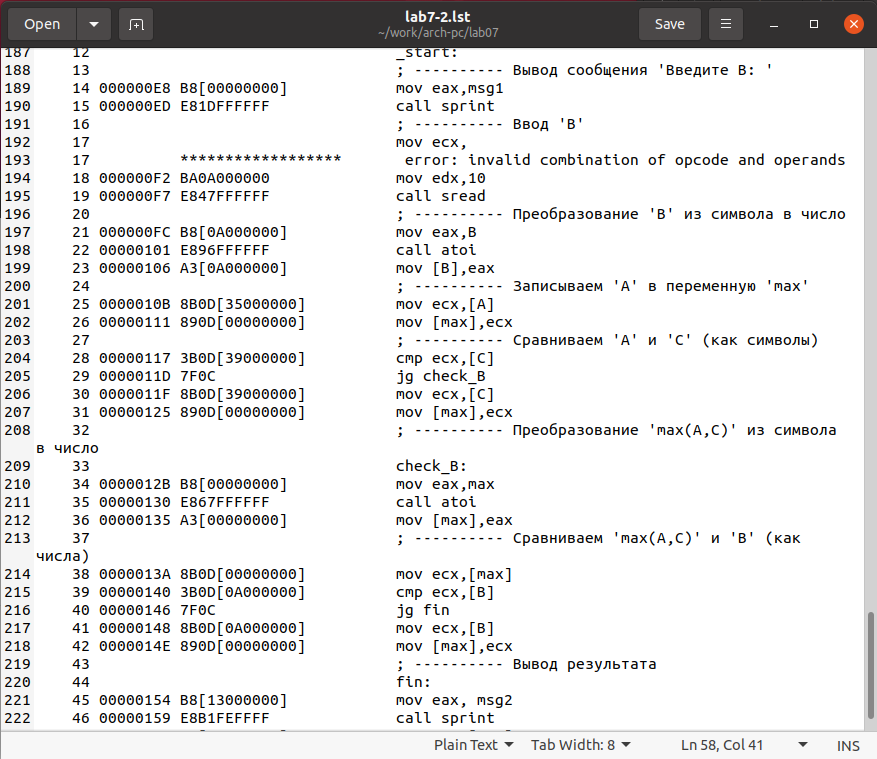 Open
lab7-2.lst
~/work/arch-pc/lab07
Save
187 12 _start:
188 13 ; ---------- Вывод сообщения 'Введите B: '
189 14 000000E8 B8[00000000] mov eax,msg1
190 15 000000ED E81DFFFFFF call sprint
191 16 ; ---------- Ввод 'B'
192 17 mov ecx,
193 17 ****************** error: invalid combination of opcode and operands
194 18 000000F2 BA0A000000 mov edx,10
195 19 000000F7 E847FFFFFF call sread
196 20 ; ---------- Преобразование 'B' из символа в число
197 21 000000FC B8[0A000000] mov eax,B
198 22 00000101 E896FFFFFF call atoi
199 23 00000106 A3[0A000000] mov [B],eax
200 24 ; ---------- Записываем 'A' в переменную 'max'
201 25 0000010B 8B0D[35000000] mov ecx,[A]
202 26 00000111 890D[00000000] mov [max],ecx
203 27 ; ---------- Сравниваем 'A' и 'C' (как символы)
204 28 00000117 3B0D[39000000] cmp ecx,[C]
205 29 0000011D 7F0C jg check_B
206 30 0000011F 8B0D[39000000] mov ecx,[C]
207 31 00000125 890D[00000000] mov [max],ecx
208 32 ; ---------- Преобразование 'max(A,C)' из символа
в число
209 33 check_B:
210 34 0000012B B8[00000000] mov eax,max
211 35 00000130 E867FFFFFF call atoi
212 36 00000135 A3[00000000] mov [max],eax
213 37 ; ---------- Сравниваем 'max(A,C)' и 'B' (как
числа)
214 38 0000013A 8B0D[00000000] mov ecx,[max]
215 39 00000140 3B0D[0A000000] cmp ecx,[B]
216 40 00000146 7F0C jg fin
217 41 00000148 8B0D[0A000000] mov ecx,[B]
218 42 0000014E 890D[00000000] mov [max],ecx
219 43 ; ---------- Вывод результата
220 44 fin:
221 45 00000154 B8[13000000] mov eax, msg2
222 46 00000159 E8B1FEFFFF call sprint
Plain Text Tab Width: 8 Ln 58, Col 41 INS